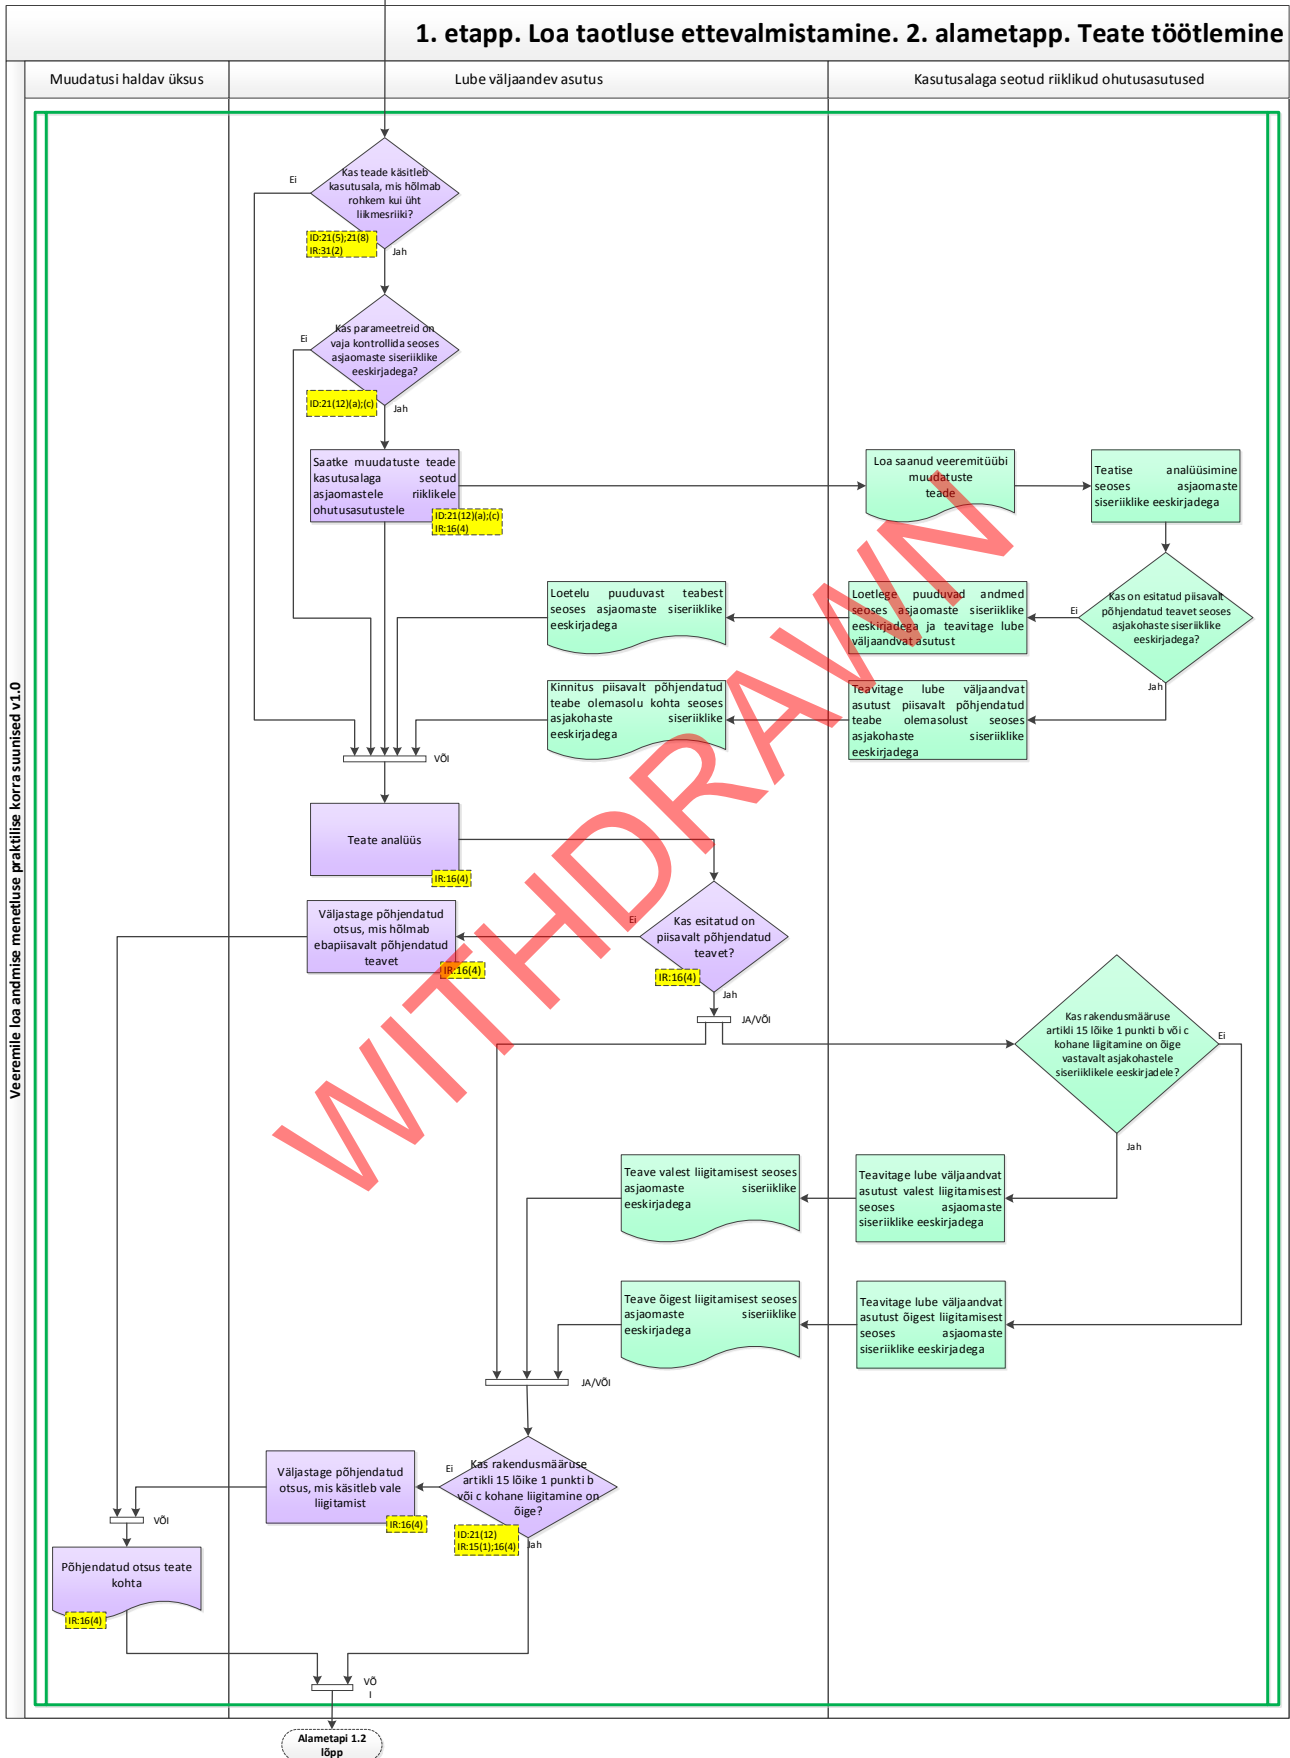 1. etapp. Loa taotluse ettevalmistamine. 2. alametapp. Teate töötlemine
Muudatusi haldav üksus
Lube väljaandev asutus
Kasutusalaga seotud riiklikud ohutusasutused
Veeremile loa andmise menetluse praktilise korra suunised v1.0
Kas teade käsitleb
kasutusala, mis hõlmab
rohkem kui üht
liikmesriiki?
Ei
ID:21(5);21(8)
IR:31(2)
Jah
Kas parameetreid on
vaja kontrollida seoses
asjaomaste siseriiklike
eeskirjadega?
Ei
ID:21(12)(a);(c)
Jah
Saatke muudatuste teade
kasutusalaga seotud
asjaomastele riiklikele
ohutusasutustele
ID:21(12)(a);(c)
IR:16(4)
Loa saanud veeremitüübi
muudatuste
teade
Teatise analüüsimine
seoses asjaomaste
siseriiklike eeskirjadega
Kas on esitatud piisavalt
põhjendatud teavet seoses
asjakohaste siseriiklike
eeskirjadega?
Ei
Jah
Loetlege puuduvad andmed
seoses asjaomaste siseriiklike
eeskirjadega ja teavitage lube
väljaandvat asutust
Loetelu puuduvast teabest
seoses asjaomaste siseriiklike
eeskirjadega
Teavitage lube väljaandvat
asutust piisavalt põhjendatud
teabe olemasolust seoses
asjakohaste siseriiklike
eeskirjadega
Kinnitus piisavalt põhjendatud
teabe olemasolu kohta seoses
asjakohaste siseriiklike
eeskirjadega
VÕI
Teate analüüs
IR:16(4)
Kas esitatud on
piisavalt põhjendatud
teavet?
Ei
IR:16(4)
Jah
Väljastage põhjendatud
otsus, mis hõlmab
ebapiisavalt põhjendatud
teavet
IR:16(4)
JA/VÕI
Kas rakendusmääruse
artikli 15 lõike 1 punkti b või c
kohane liigitamine on õige
vastavalt asjakohastele
siseriiklikele eeskirjadele?
Ei
Jah
Teavitage lube väljaandvat
asutust valest liigitamisest
seoses asjaomaste
siseriiklike eeskirjadega
Teave valest liigitamisest seoses
asjaomaste siseriiklike
eeskirjadega
Teavitage lube väljaandvat
asutust õigest liigitamisest
seoses asjaomaste
siseriiklike eeskirjadega
Teave õigest liigitamisest seoses
asjaomaste siseriiklike
eeskirjadega
JA/VÕI
Kas rakendusmääruse
artikli 15 lõike 1 punkti b
või c kohane liigitamine on
õige?
Ei
ID:21(12)
IR:15(1);16(4)
Jah
Väljastage põhjendatud
otsus, mis käsitleb vale
liigitamist
IR:16(4)
VÕI
Põhjendatud otsus teate
kohta
IR:16(4)
VÕ
I
Alametapi 1.2
lõpp
WITHDRAWN